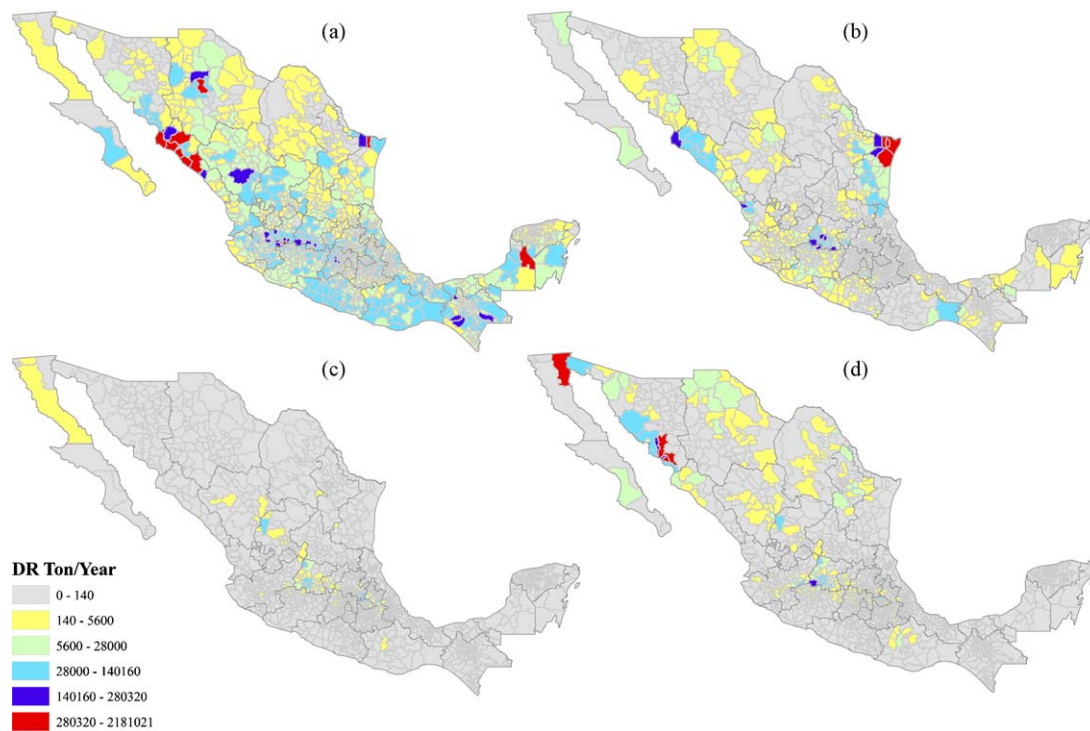 (a)
(b)
(c)
(d)
DR Ton/Year
0 - 140
140 - 5600
5600 - 28000
28000 - 140160
140160 - 280320
280320 - 2181021